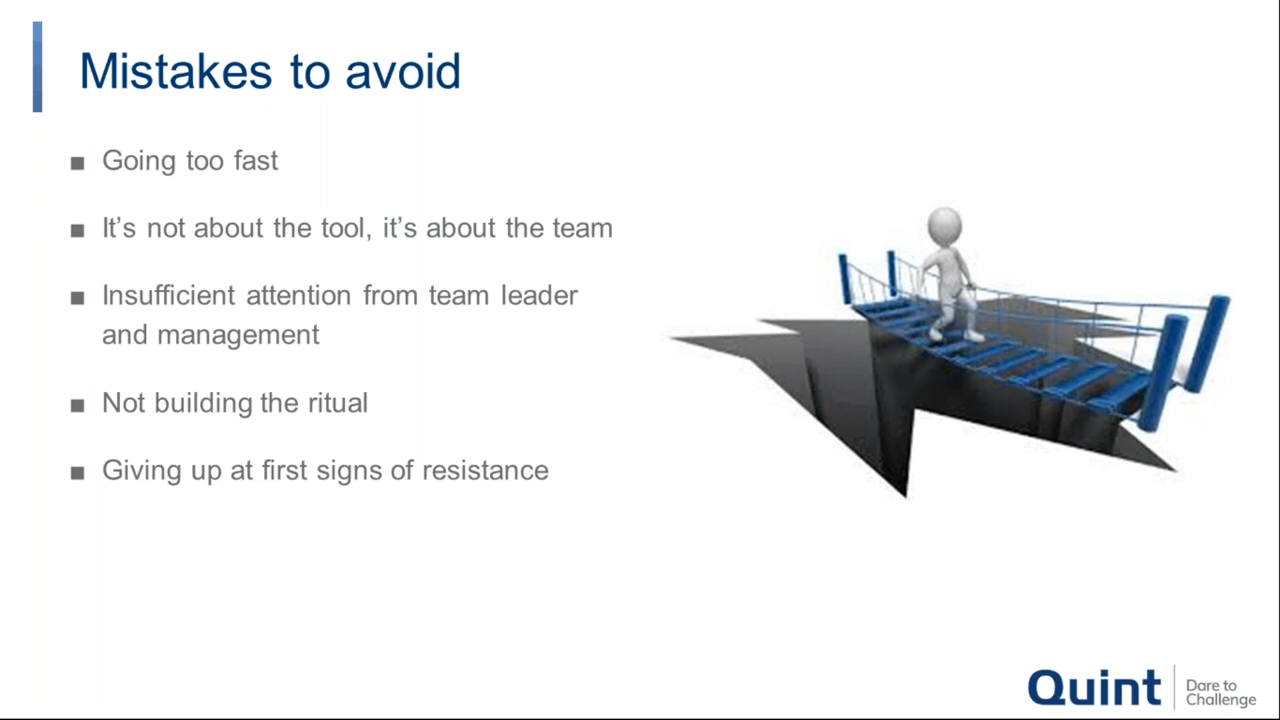 Mistakes to avoid
■ Going too fast
■ It’s not about the tool, it’s about the team
■ Insufficient attention from team leader
and management
■ Not building the ritual
■ Giving up at first signs of resistance
Quint
Dare to
Challenge